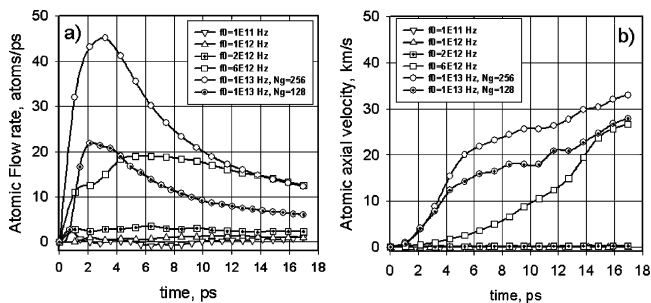 a)
f0=1E11 Hz
f0=1E12 Hz
f0=2E12 Hz
f0=6E12 Hz
f0=1E13 Hz, Ng=256
f0=1E13 Hz, Ng=128
Atomic Flow rate, atoms/ps
50
40
30
20
10
0
0 2 4 6 8 10 12 14 16 18
time, ps
b)
f0=1E11 Hz
f0=1E12 Hz
f0=2E12 Hz
f0=6E12 Hz
f0=1E13 Hz, Ng=256
f0=1E13 Hz, Ng=128
Atomic axial velocity, km/s
50
40
30
20
10
0
0 2 4 6 8 10 12 14 16 18
time, ps